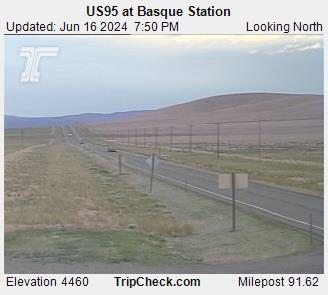 US95 at Basque Station
Updated: Jun 16 2024 7:50 PM Looking North
Elevation 4460 TripCheck.com Milepost 91.62